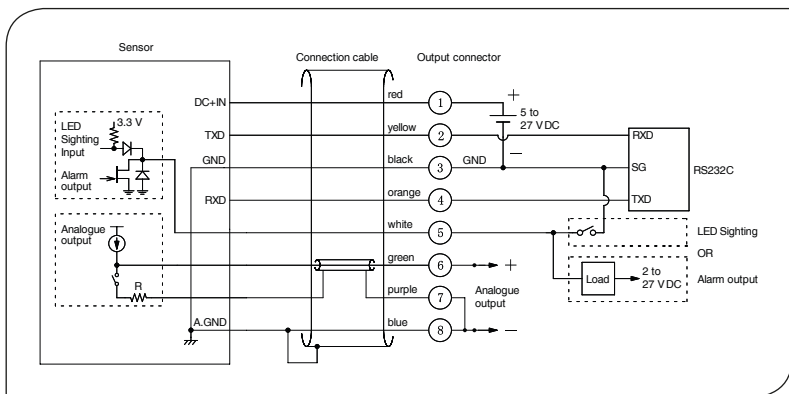 Sensor
Connection cable
Output connector
DC+IN
red
1
+
5 to
27 V DC
−
3.3 V
LED
Sighting
Input
Alarm
output
TXD
yellow
2
RXD
GND
black
3
GND
SG
RS232C
RXD
orange
4
TXD
white
5
LED Sighting
OR
Analogue
output
R
green
6
+
Load
2 to
27 V DC
Alarm output
purple
7
Analogue
output
A.GND
blue
8
−